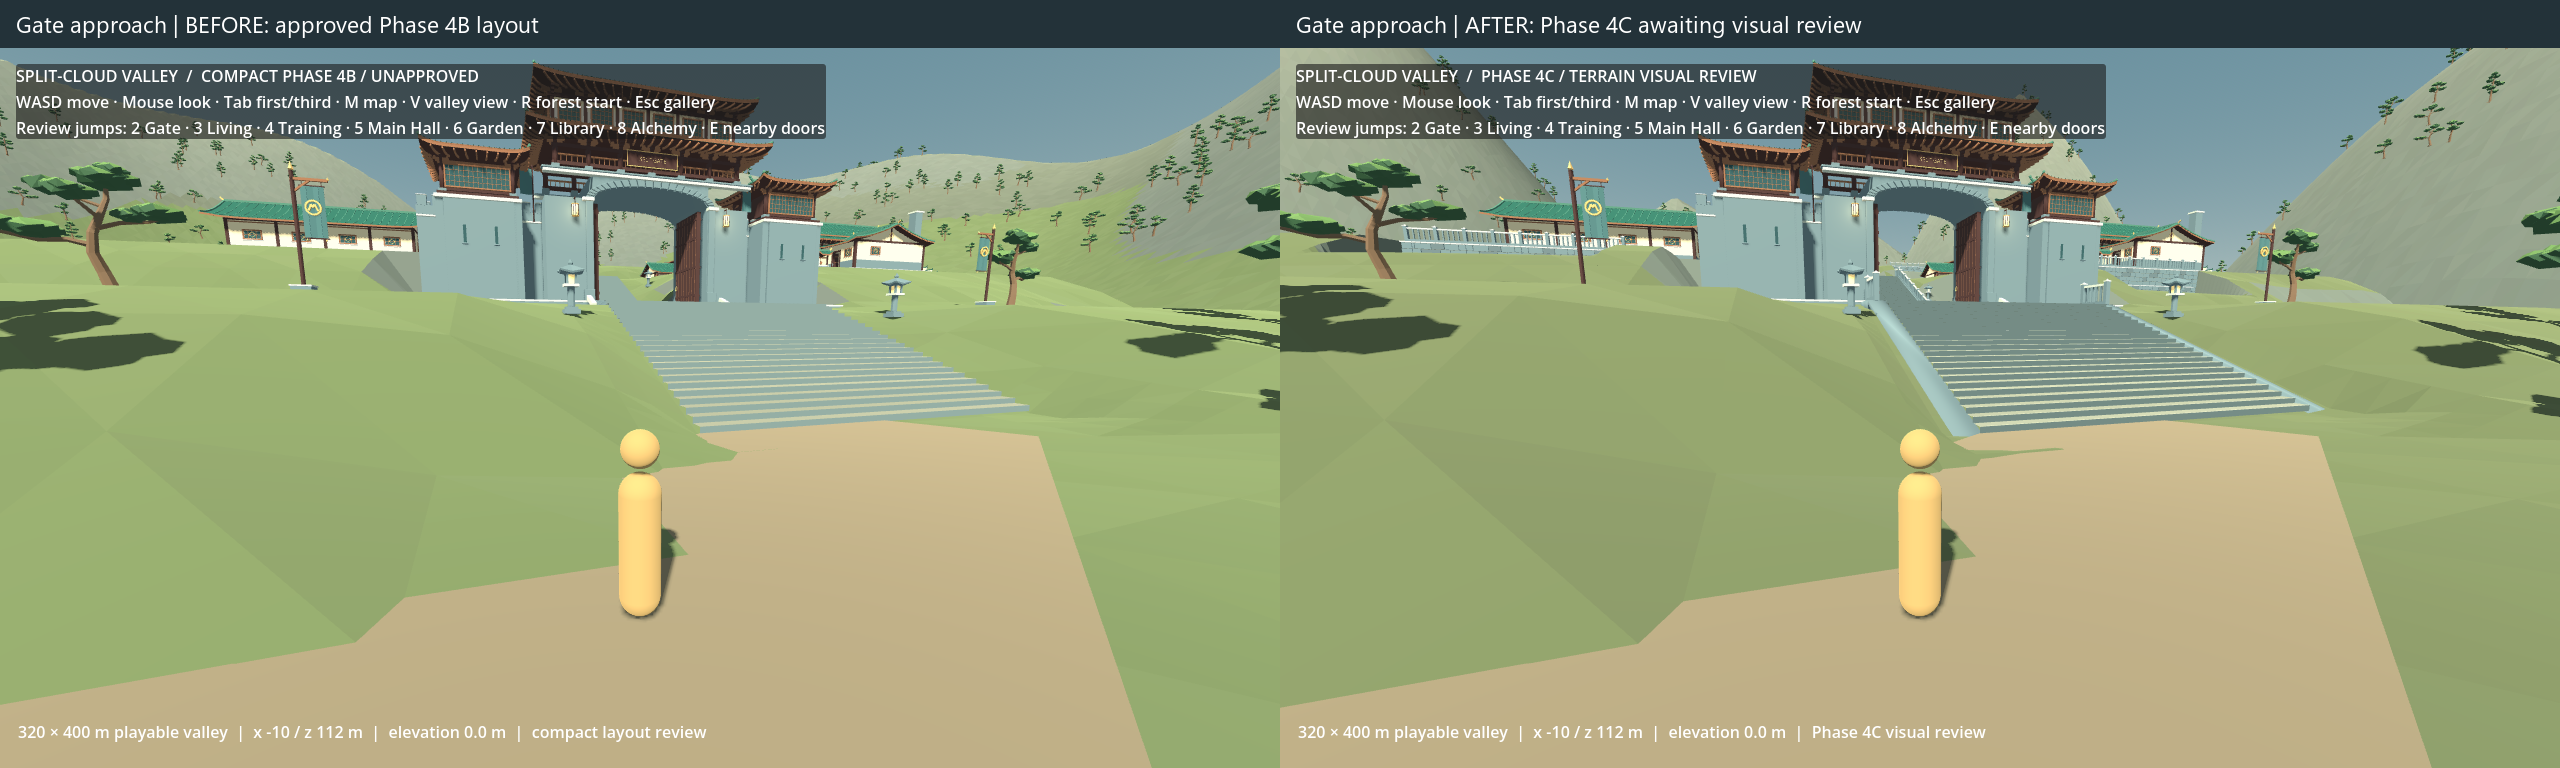 Gate approach | BEFORE: approved Phase 4B layout
SPLIT-CLOUD VALLEY / COMPACT PHASE 4B / UNAPPROVED
WASD move · Mouse look · Tab first/third · M map · V valley view · R forest start · Esc gallery
Review jumps: 2 Gate · 3 Living · 4 Training · 5 Main Hall · 6 Garden · 7 Library · 8 Alchemy · E nearby doors
320 × 400 m playable valley | x -10 / z 112 m | elevation 0.0 m | compact layout review
Gate approach | AFTER: Phase 4C awaiting visual review
SPLIT-CLOUD VALLEY / PHASE 4C / TERRAIN VISUAL REVIEW
WASD move · Mouse look · Tab first/third · M map · V valley view · R forest start · Esc gallery
Review jumps: 2 Gate · 3 Living · 4 Training · 5 Main Hall · 6 Garden · 7 Library · 8 Alchemy · E nearby doors
320 × 400 m playable valley | x -10 / z 112 m | elevation 0.0 m | Phase 4C visual review